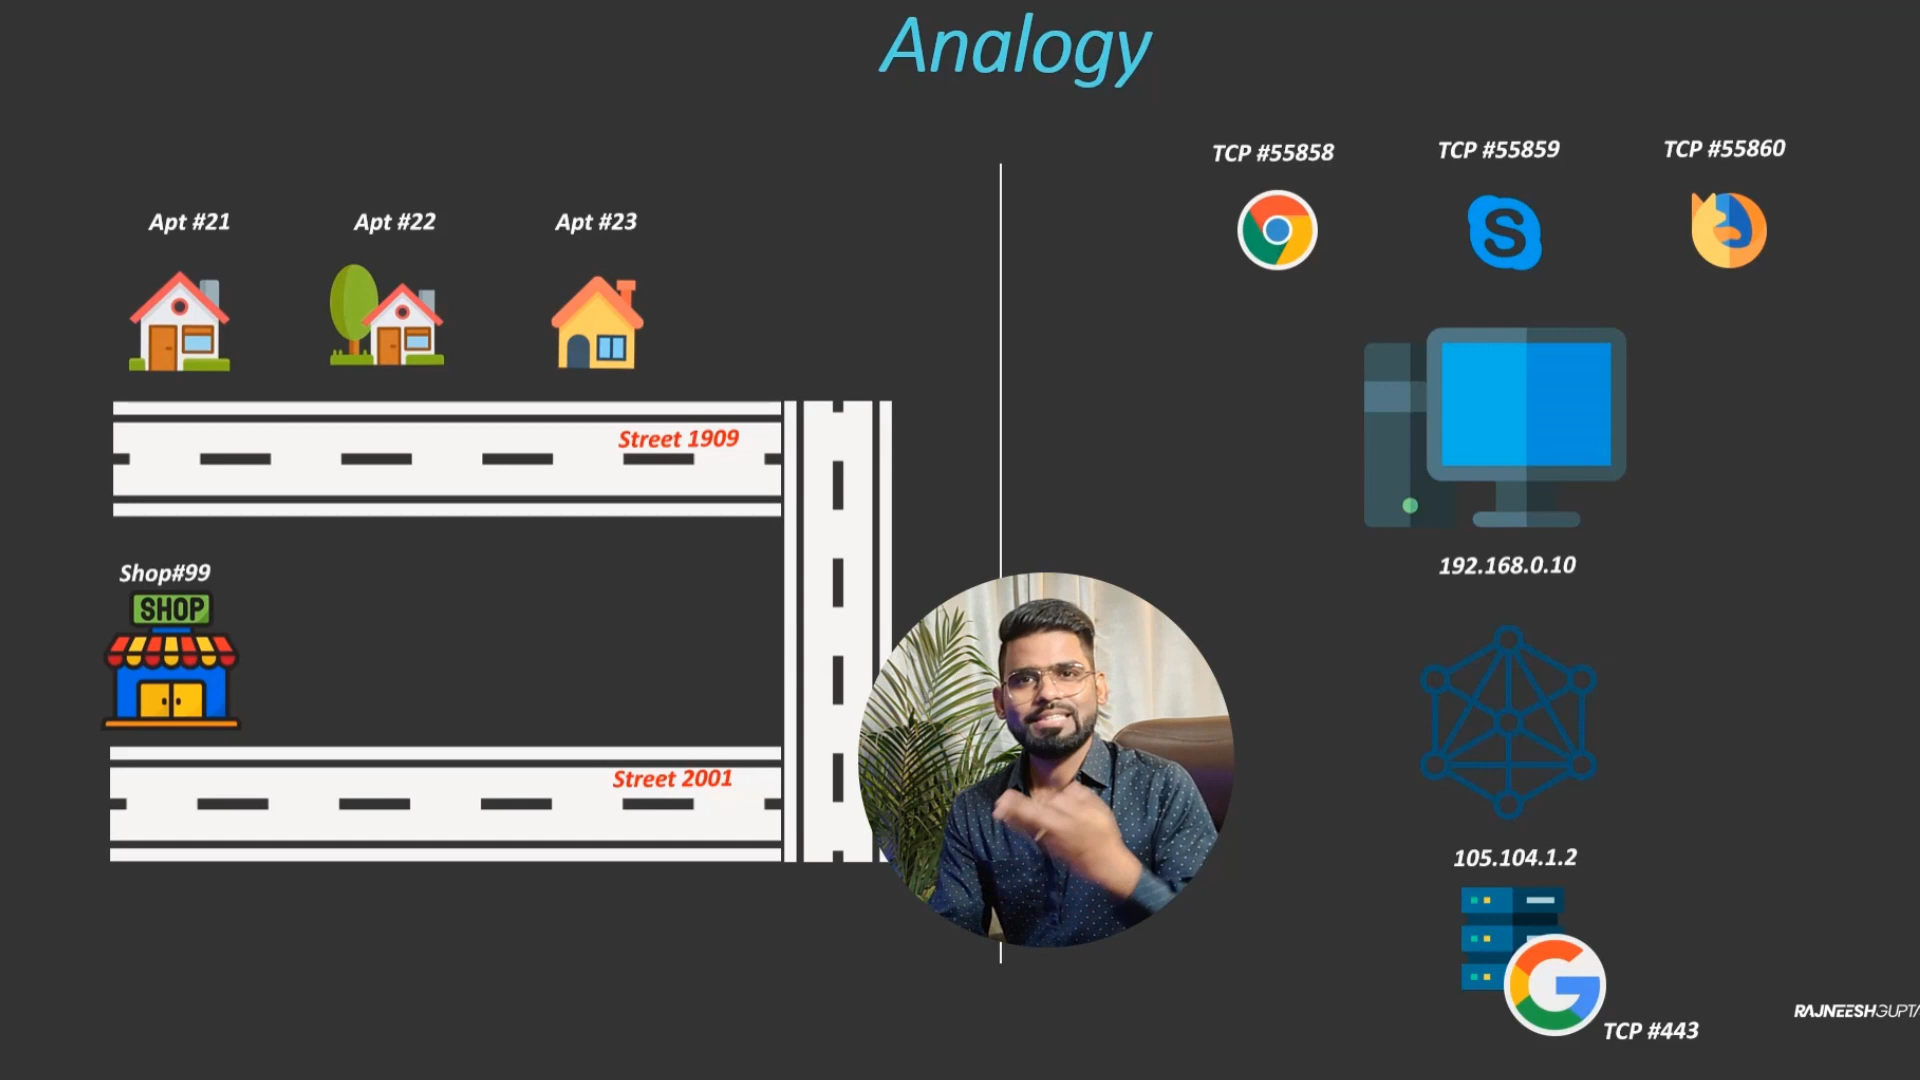 Analogy
Apt #21
Apt #22
Apt #23
Street 1909
Shop#99
SHOP
Street 2001
TCP #55858
TCP #55859
TCP #55860
S
192.168.0.10
105.104.1.2
G
TCP #443
RAJNEESHGUPTA